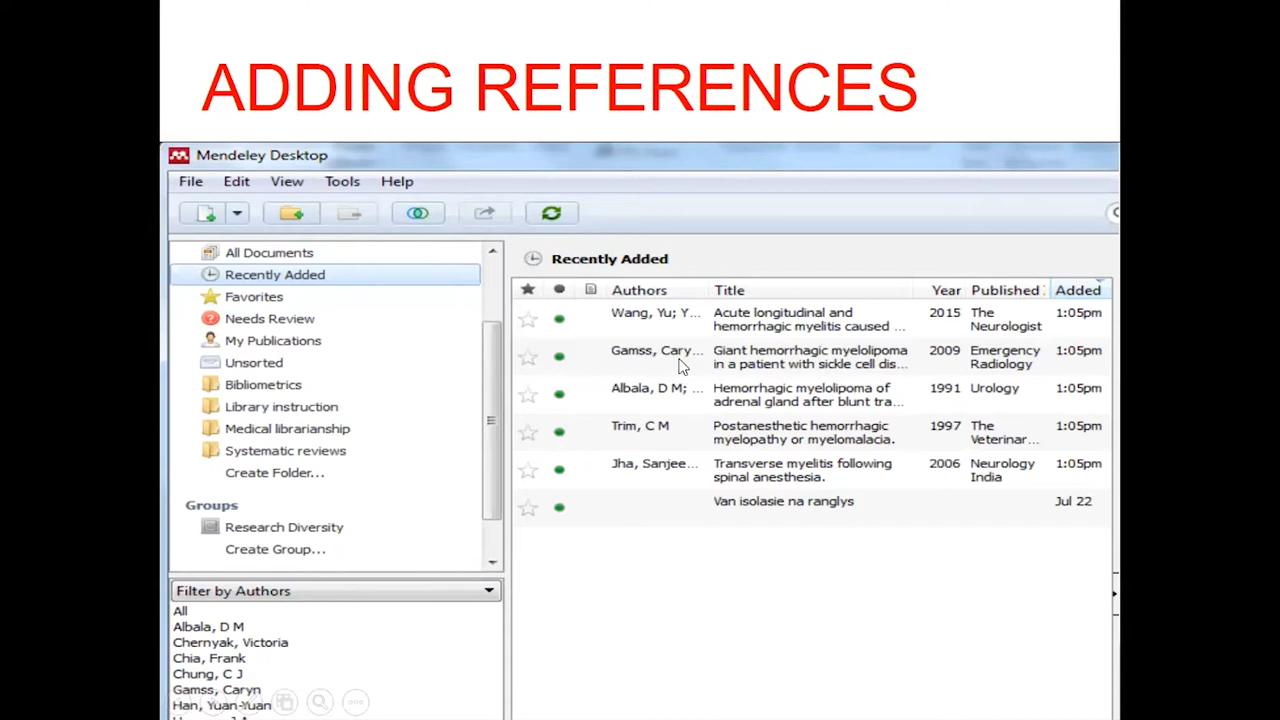 ADDING REFERENCES
Mendeley Desktop
File Edit View Tools Help
All Documents
Recently Added
Favorites
Needs Review
My Publications
Unsorted
Bibliometrics
Library instruction
Medical librarianship
Systematic reviews
Create Folder...
Groups
Research Diversity
Create Group...
Filter by Authors
All
Albala, D M
Chernyak, Victoria
Chia, Frank
Chung, C J
Gamss, Caryn
Han, Yuan-Yuan
Recently Added
Authors Title Year Published Added
Wang, Yu; Y... Acute longitudinal and 2015 The 1:05pm
hemorrhagic myelitis caused ... Neurologist
Gamss, Cary... Giant hemorrhagic myelolipoma 2009 Emergency 1:05pm
in a patient with sickle cell dis... Radiology
Albala, D M; ... Hemorrhagic myelolipoma of 1991 Urology 1:05pm
adrenal gland after blunt tra...
Trim, C M Postanesthetic hemorrhagic 1997 The 1:05pm
myelopathy or myelomalacia. Veterinar...
Jha, Sanjee... Transverse myelitis following 2006 Neurology 1:05pm
spinal anesthesia. India
Van isolasie na ranglys Jul 22